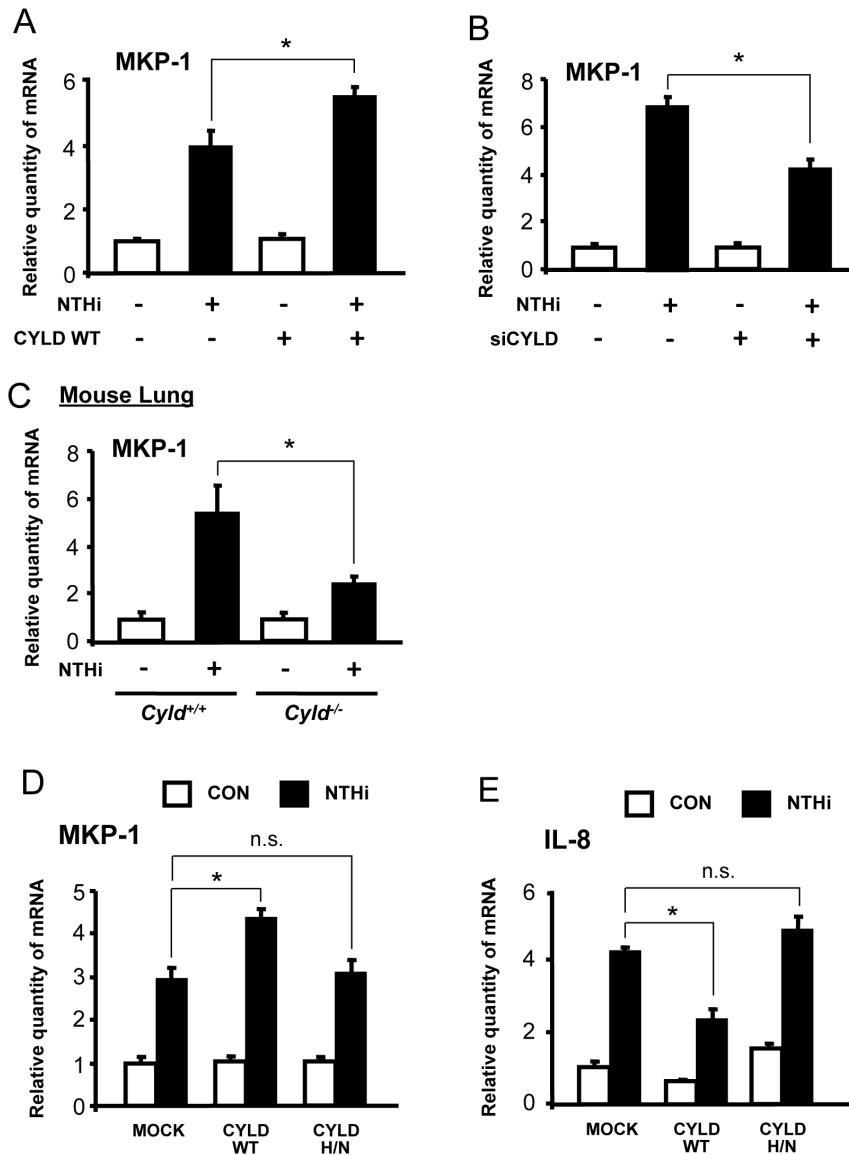 A
MKP-1
*
Relative quantity of mRNA
6
4
2
0
NTHi - + - +
CYLD WT - - + +
B
MKP-1
*
Relative quantity of mRNA
8
6
4
2
0
- + - +
siCYLD - - + +
C Mouse Lung
MKP-1
*
Relative quantity of mRNA
8
6
4
2
0
NTHi - + - +
Cyld+/+ Cyld-/-
D
CON NTHi
MKP-1
n.s.
*
Relative quantity of mRNA
5
4
3
2
1
0
MOCK CYLD CYLD
WT H/N
E
CON NTHi
IL-8
n.s.
*
Relative quantity of mRNA
6
4
2
0
MOCK CYLD CYLD
WT H/N